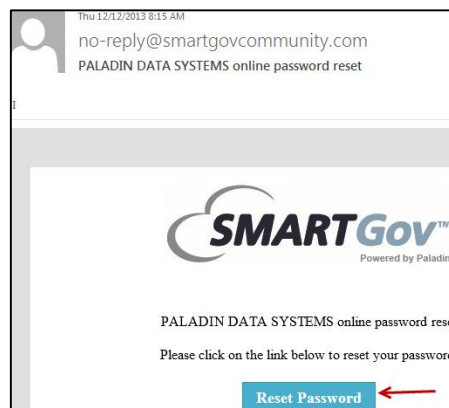 Thu 12/12/2013 8:15 AM
no-reply@smartgovcommunity.com
PALADIN DATA SYSTEMS online password reset
SMARTGOV™
Powered by Paladin
PALADIN DATA SYSTEMS online password rese
Please click on the link below to reset your password
Reset Password